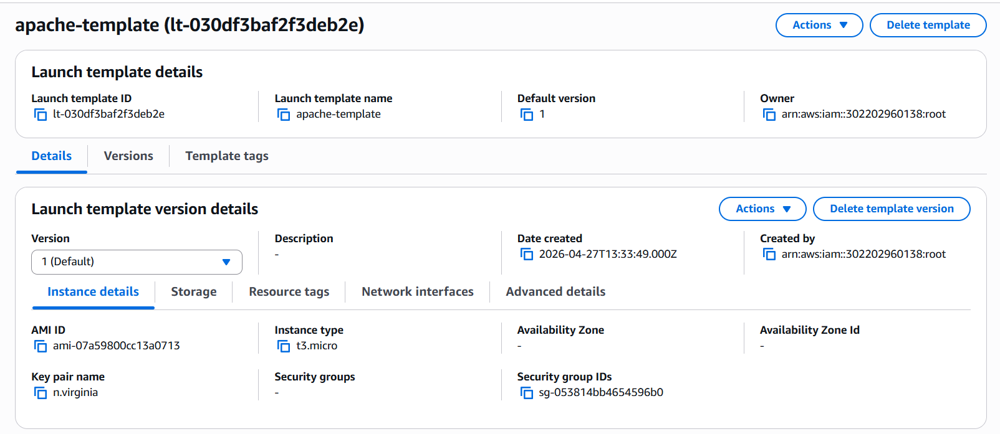 apache-template (lt-030df3baf2f3deb2e)
Actions
Delete template
Launch template details
Launch template ID
lt-030df3baf2f3deb2e
Launch template name
apache-template
Default version
1
Owner
arn:aws:iam::302202960138:root
Details
Versions
Template tags
Launch template version details
Actions
Delete template version
Version
1 (Default)
Description
-
Date created
2026-04-27T13:33:49.000Z
Created by
arn:aws:iam::302202960138:root
Instance details
Storage
Resource tags
Network interfaces
Advanced details
AMI ID
ami-07a59800cc13a0713
Instance type
t3.micro
Availability Zone
-
Availability Zone Id
-
Key pair name
n.virginia
Security groups
-
Security group IDs
sg-053814bb4654596b0